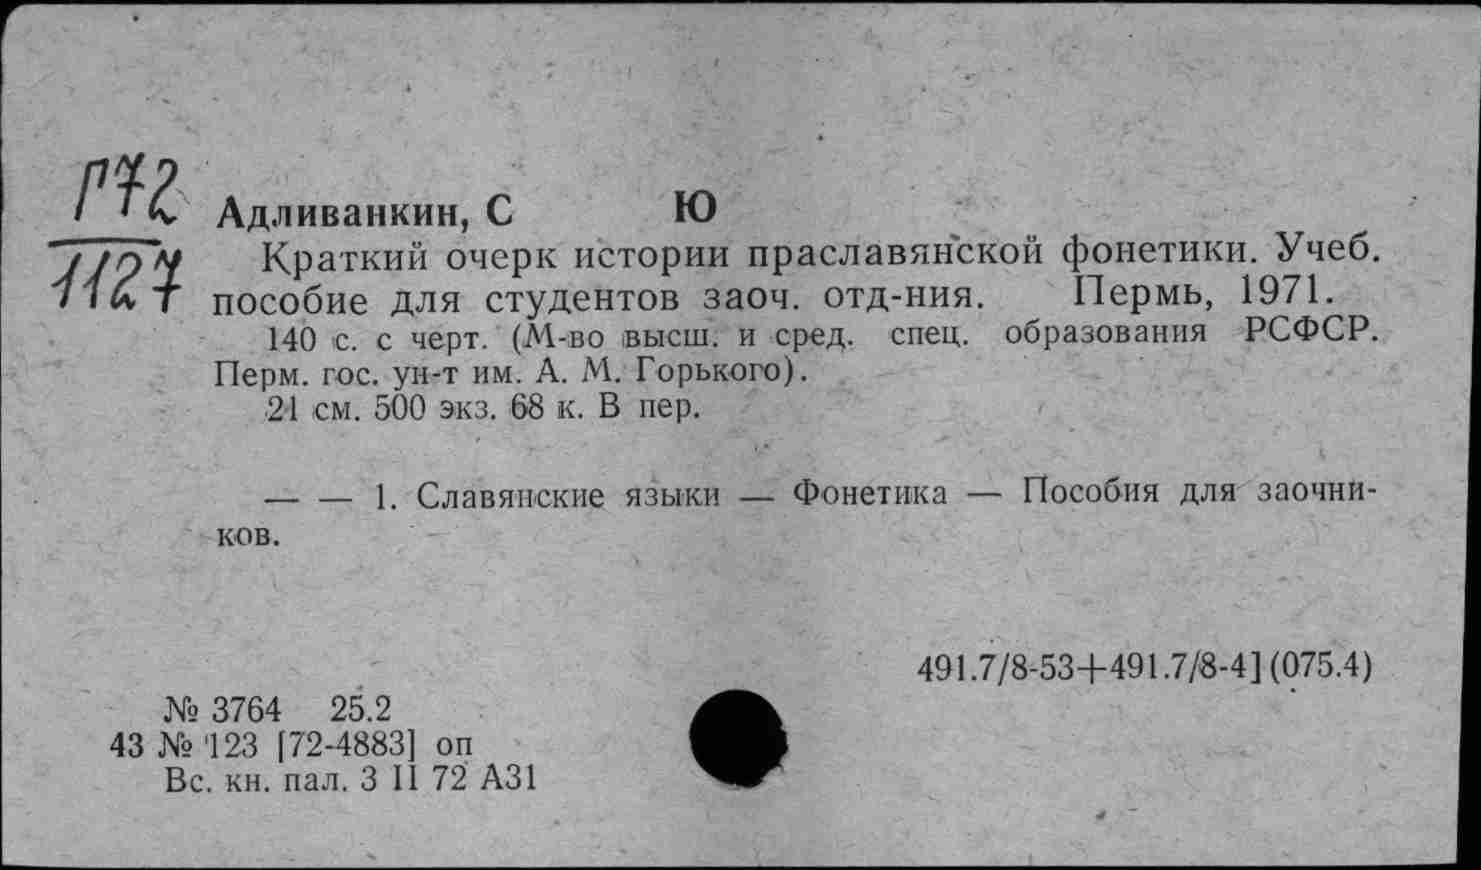 Г72
1127
Адливанкин, С Ю
Краткий очерк истории праславянской фонетики. Учеб.
пособие для студентов заоч. отд-ния. Пермь, 1971.
140 с. с черт. (М-во высш. и сред. спец. образования РСФСР.
Перм. гос. ун-т им. А. М. Горького).
21 см. 500 экз. 68 к. В пер.
— — 1. Славянские языки — Фонетика — Пособия для заочни-
ков.
491.7/8-53+491.7/8-4] (075.4)
№ 3764 25.2
43 № 123 [72-4883] оп
Вс. кн. пал. 3 II 72 А31